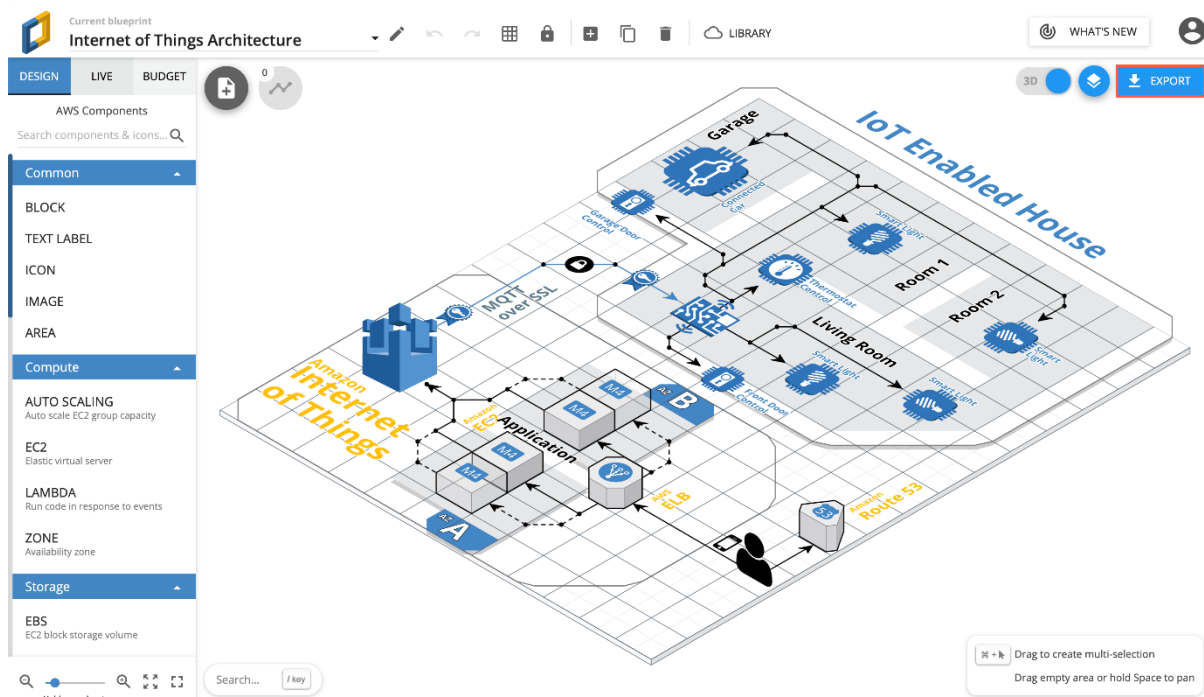 Current blueprint
Internet of Things Architecture
LIBRARY
WHAT'S NEW
DESIGN
LIVE
BUDGET
0
3D
EXPORT
AWS Components
Search components & icons...
Common
BLOCK
TEXT LABEL
ICON
IMAGE
AREA
Compute
AUTO SCALING
Auto scale EC2 group capacity
EC2
Elastic virtual server
LAMBDA
Run code in response to events
ZONE
Availability zone
Storage
EBS
EC2 block storage volume
Search...
/ key
IoT Enabled House
Garage
Connected
Car
Garage Door
Control
Smart Light
Room 1
Thermostat
Control
Room 2
Smart
Light
MQTT
over SSL
Living Room
Smart Light
Smart
Light
Front Door
Control
Amazon
Internet
of Things
Amazon
EC2
Application
M4
M4
M4
M4
AZ
B
AZ
A
AWS
ELB
53
Amazon
Route 53
⌘ +
Drag to create multi-selection
Drag empty area or hold Space to pan